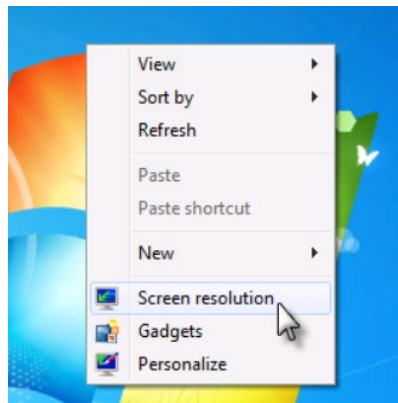 View
Sort by
Refresh
Paste
Paste shortcut
New
Screen resolution
Gadgets
Personalize